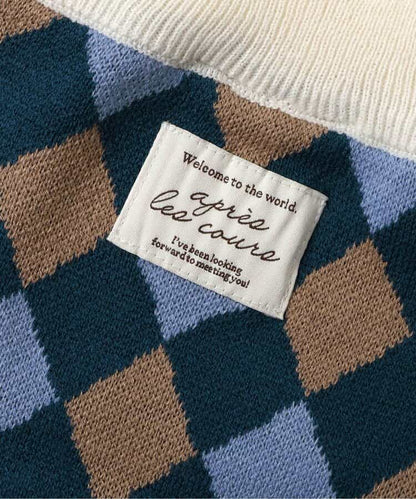 Welcome to the world.
après
les cours
I've been looking
forward to meeting you!